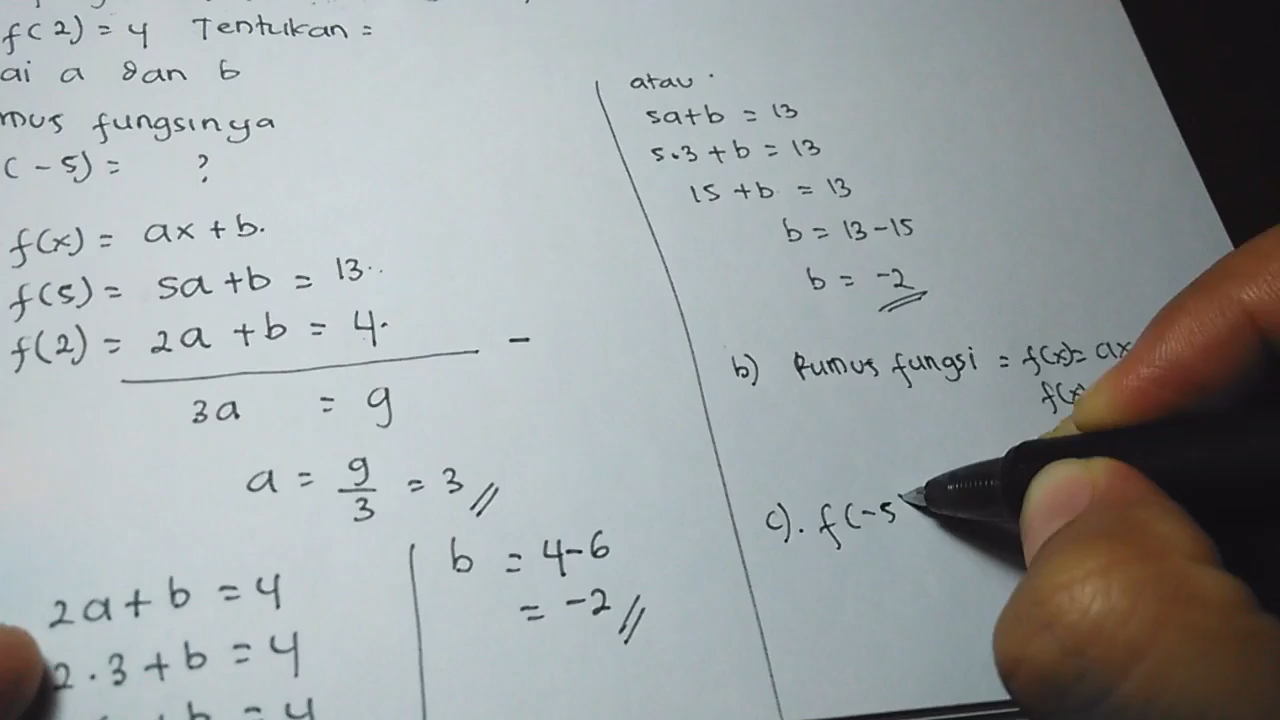 f(2) = 4 Tentukan =
ai a dan b
mus fungsinya
(-5) = ?
f(x) = ax + b.
f(5) = 5a + b = 13..
f(2) = 2a + b = 4.
−
3a = 9
a = 9/3 = 3 //
2a + b = 4
2.3 + b = 4
b = 4
b = 4-6
= -2 //
atau .
5a+b = 13
5.3 + b = 13
15 + b = 13
b = 13-15
b = -2
b) Rumus fungsi = f(x)= ax
f(x)
c). f(-5